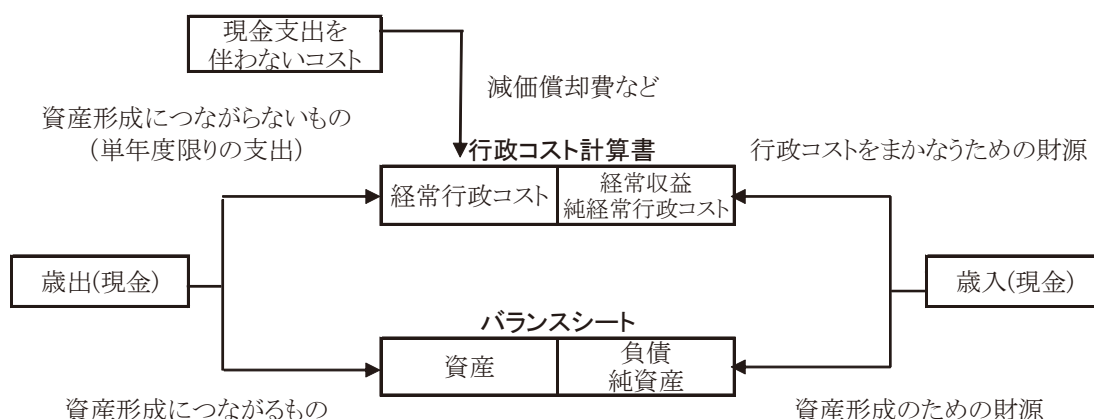 現金支出を
伴わないコスト
減価償却費など
資産形成につながらないもの
(単年度限りの支出)
行政コスト計算書
行政コストをまかなうための財源
経常行政コスト
経常収益
純経常行政コスト
歳出(現金)
歳入(現金)
バランスシート
資産
負債
純資産
資産形成につながるもの
資産形成のための財源